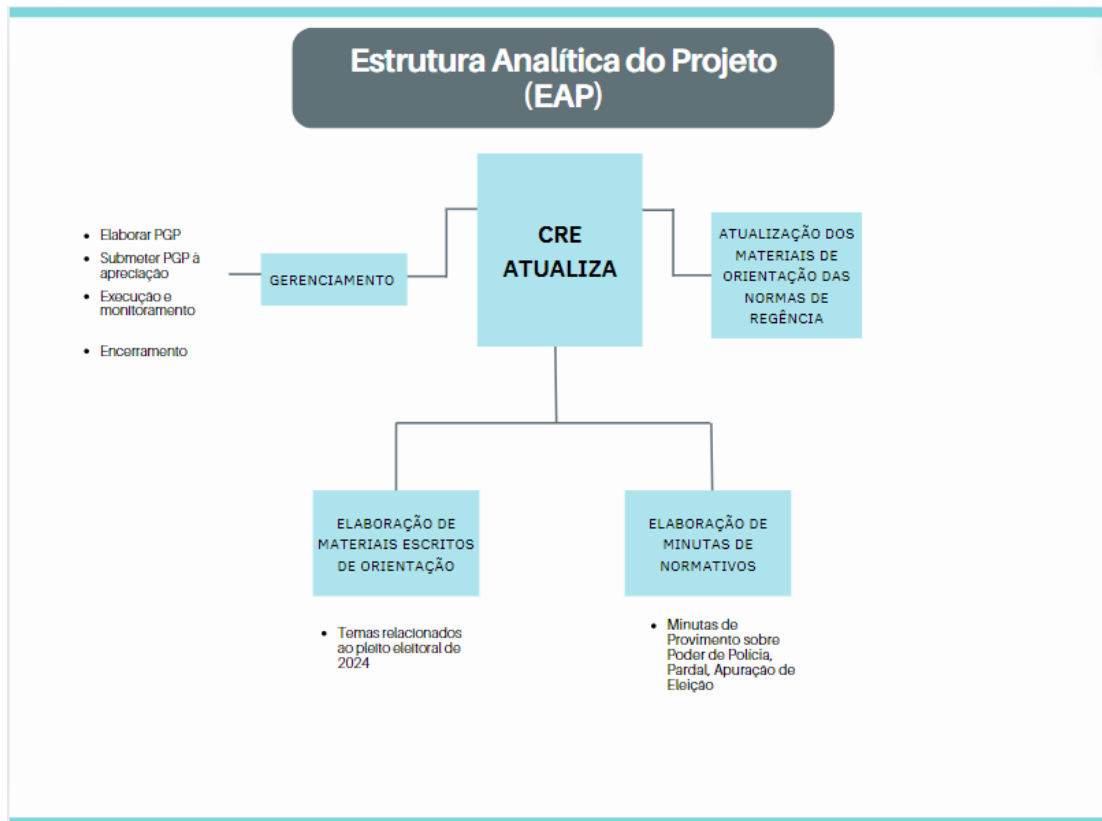 Estrutura Analítica do Projeto
(EAP)
CRE
ATUALIZA
• Elaborar PGP
• Submeter PGP à
apreciação
• Execução e
monitoramento
• Encerramento
GERENCIAMENTO
ATUALIZAÇÃO DOS
MATERIAIS DE
ORIENTAÇÃO DAS
NORMAS DE
REGÊNCIA
ELABORAÇÃO DE
MATERIAIS ESCRITOS
DE ORIENTAÇÃO
• Temas relacionados
ao pleito eleitoral de
2024
ELABORAÇÃO DE
MINUTAS DE
NORMATIVOS
• Minutas de
Provimento sobre
Poder de Polícia,
Pardal, Apuração de
Eleição